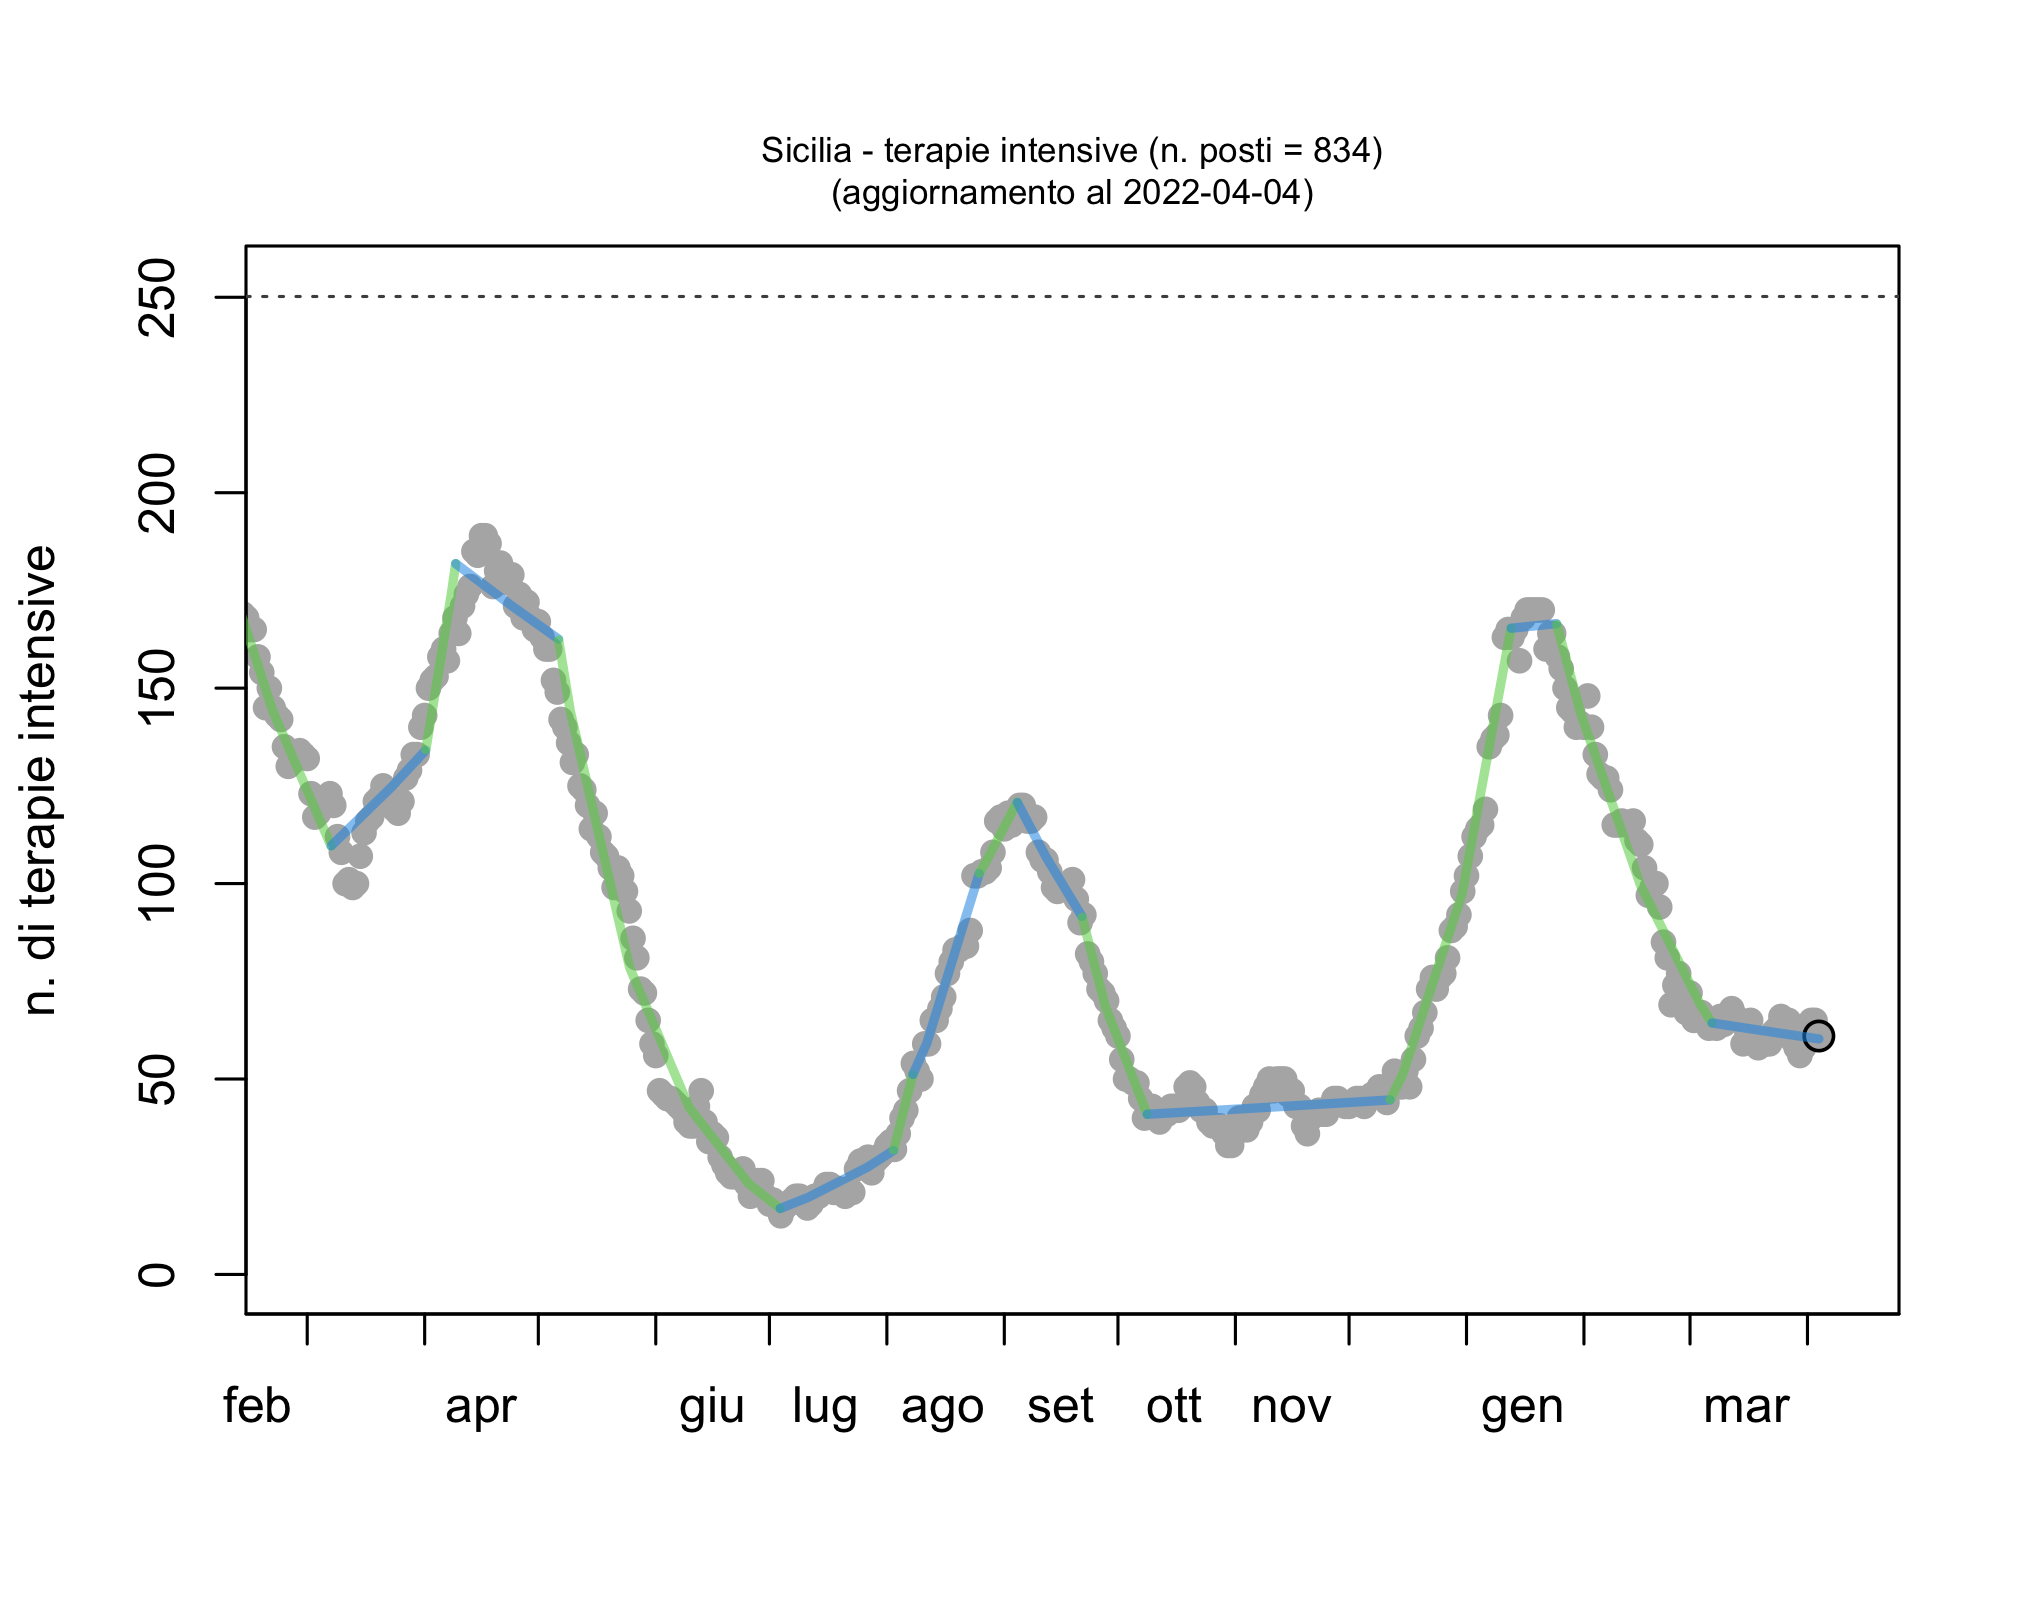 Sicilia - terapie intensive (n. posti = 834)
(aggiornamento al 2022-04-04)
n. di terapie intensive
250
200
150
100
50
0
feb apr giu lug ago set ott nov gen mar